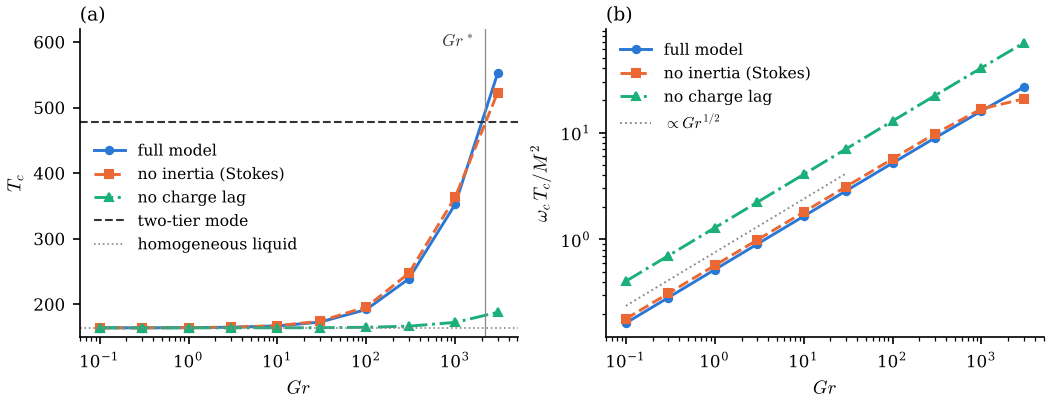 (a)
600
500
400
300
200
T_c
Gr*
full model
no inertia (Stokes)
no charge lag
two-tier mode
homogeneous liquid
10^{-1}
10^0
10^1
10^2
10^3
Gr
(b)
10^1
10^0
ω_c T_c/M^2
full model
no inertia (Stokes)
no charge lag
∝ Gr^{1/2}
10^{-1}
10^0
10^1
10^2
10^3
Gr